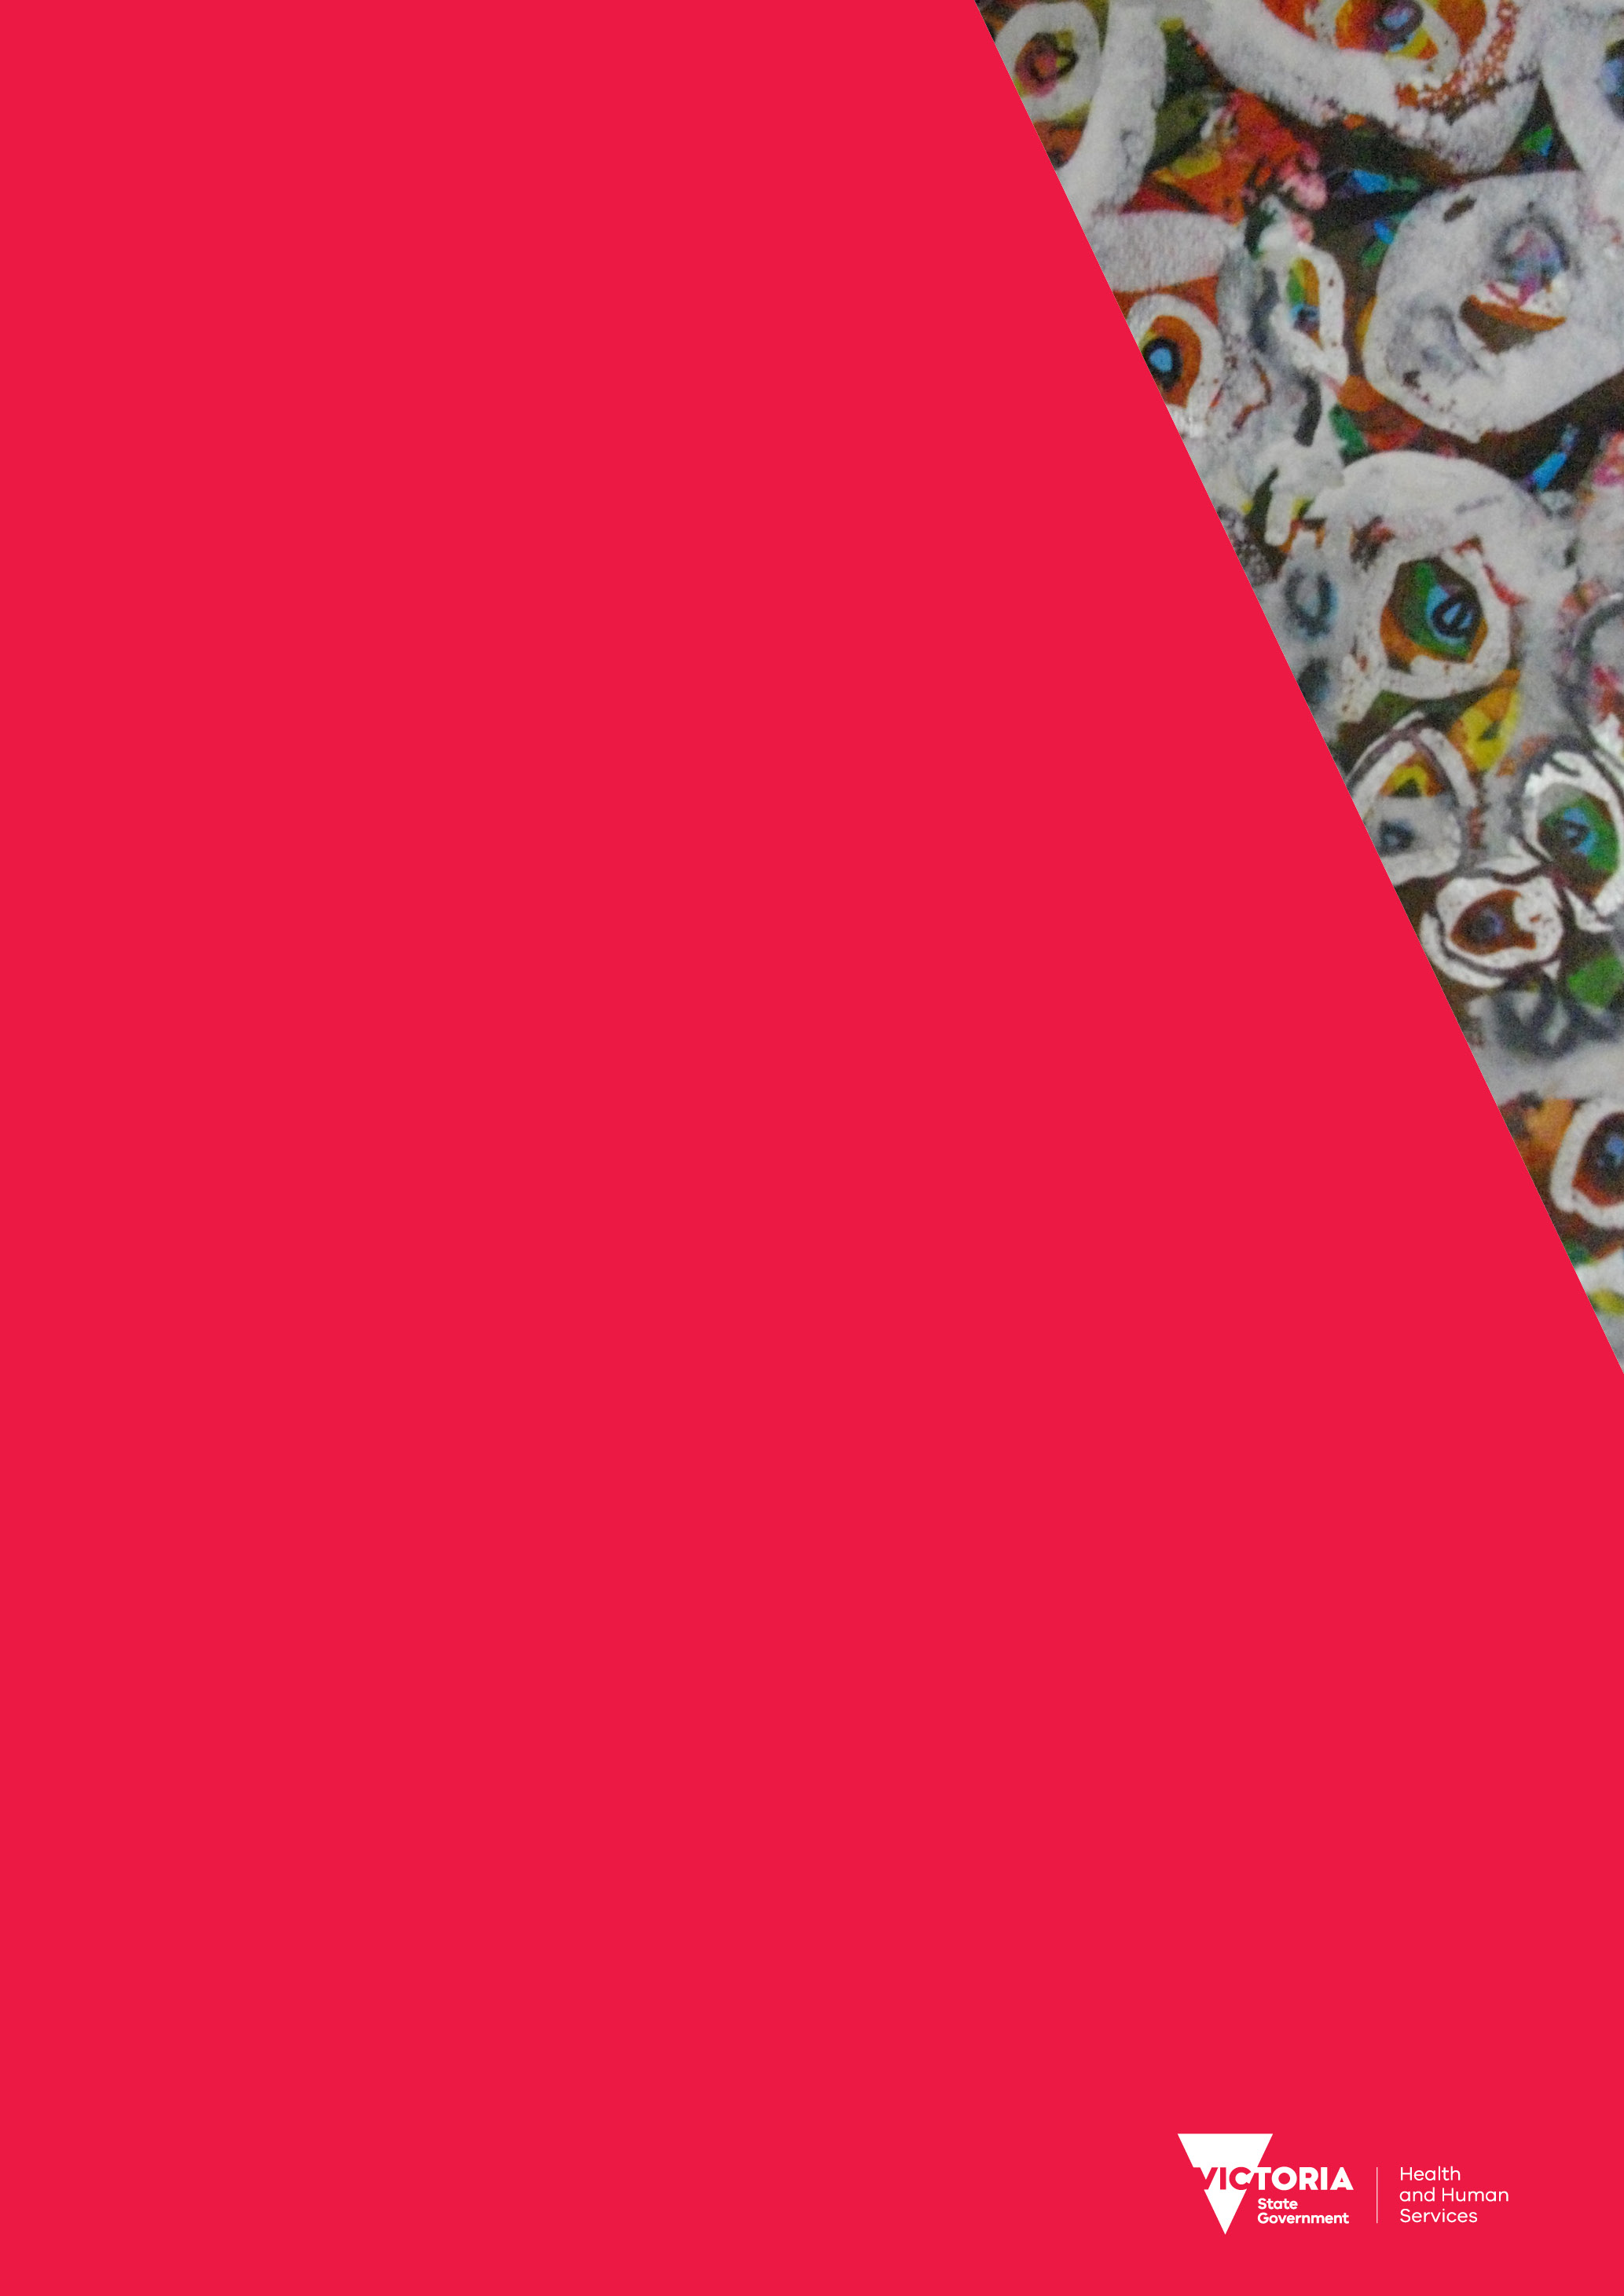 VICTORIA
State
Government
Health
and Human
Services